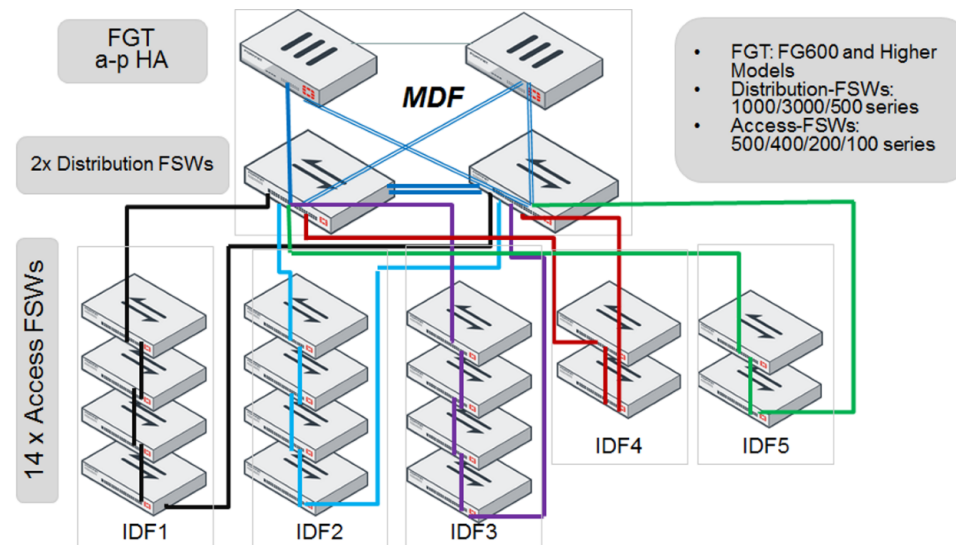 FGT
a-p HA
MDF
• FGT: FG600 and Higher
Models
• Distribution-FSWs:
1000/3000/500 series
• Access-FSWs:
500/400/200/100 series
2x Distribution FSWs
14 x Access FSWs
IDF1
IDF2
IDF3
IDF4
IDF5